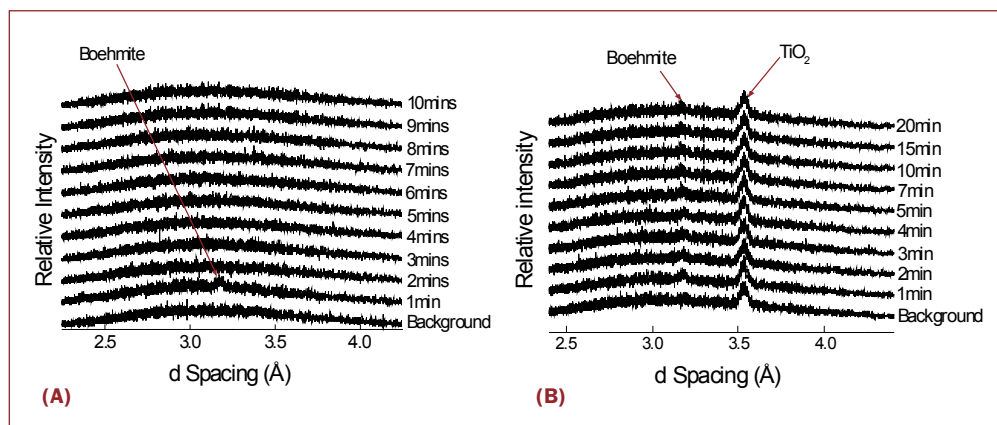 Boehmite
Relative Intensity
10mins
9mins
8mins
7mins
6mins
5mins
4mins
3mins
2mins
1min
Background
2.5 3.0 3.5 4.0
d Spacing (Å)
(A)
Boehmite
TiO₂
Relative intensity
20min
15min
10min
7min
5min
4min
3min
2min
1min
Background
2.5 3.0 3.5 4.0
d Spacing (Å)
(B)